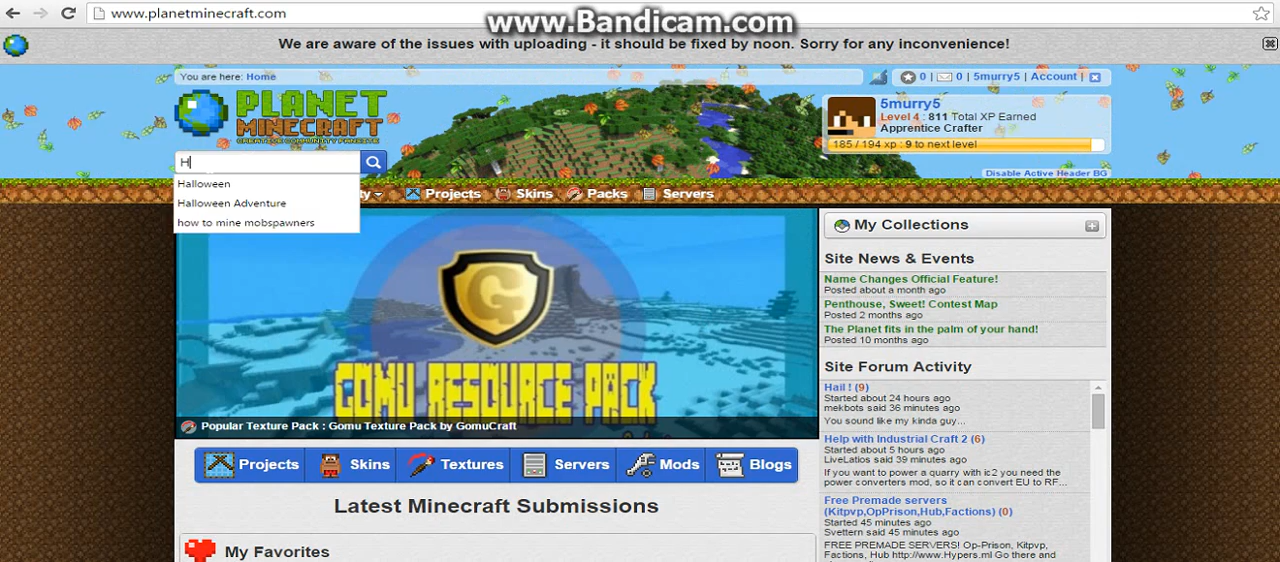 www.planetminecraft.com
www.Bandicam.com
We are aware of the issues with uploading - it should be fixed by noon. Sorry for any inconvenience!
You are here: Home
0 | 0 | 5murry5 | Account |
PLANET
MINECRAFT
CREATIVE COMMUNITY FANSITE
5murry5
Level 4 : 811 Total XP Earned
Apprentice Crafter
185 / 194 xp : 9 to next level
Disable Active Header BG
H
Halloween
Halloween Adventure
how to mine mobspawners
Projects
Skins
Packs
Servers
G
GOMU RESOURCE PACK
Popular Texture Pack : Gomu Texture Pack by GomuCraft
Projects
Skins
Textures
Servers
Mods
Blogs
Latest Minecraft Submissions
My Favorites
My Collections
Site News & Events
Name Changes Official Feature!
Posted about a month ago
Penthouse, Sweet! Contest Map
Posted 2 months ago
The Planet fits in the palm of your hand!
Posted 10 months ago
Site Forum Activity
Hail ! (9)
Started about 24 hours ago
mekbots said 36 minutes ago
You sound like my kinda guy...
Help with Industrial Craft 2 (6)
Started about 5 hours ago
LiveLatios said 39 minutes ago
If you want to power a quarry with ic2 you need the
power converters mod, so it can convert EU to RF...
Free Premade servers
(Kitpvp,OpPrison,Hub,Factions) (0)
Started 45 minutes ago
Svettern said 45 minutes ago
FREE PREMADE SERVERS! Op-Prison, Kitpvp,
Factions, Hub http://www.Hypers.ml Go there and